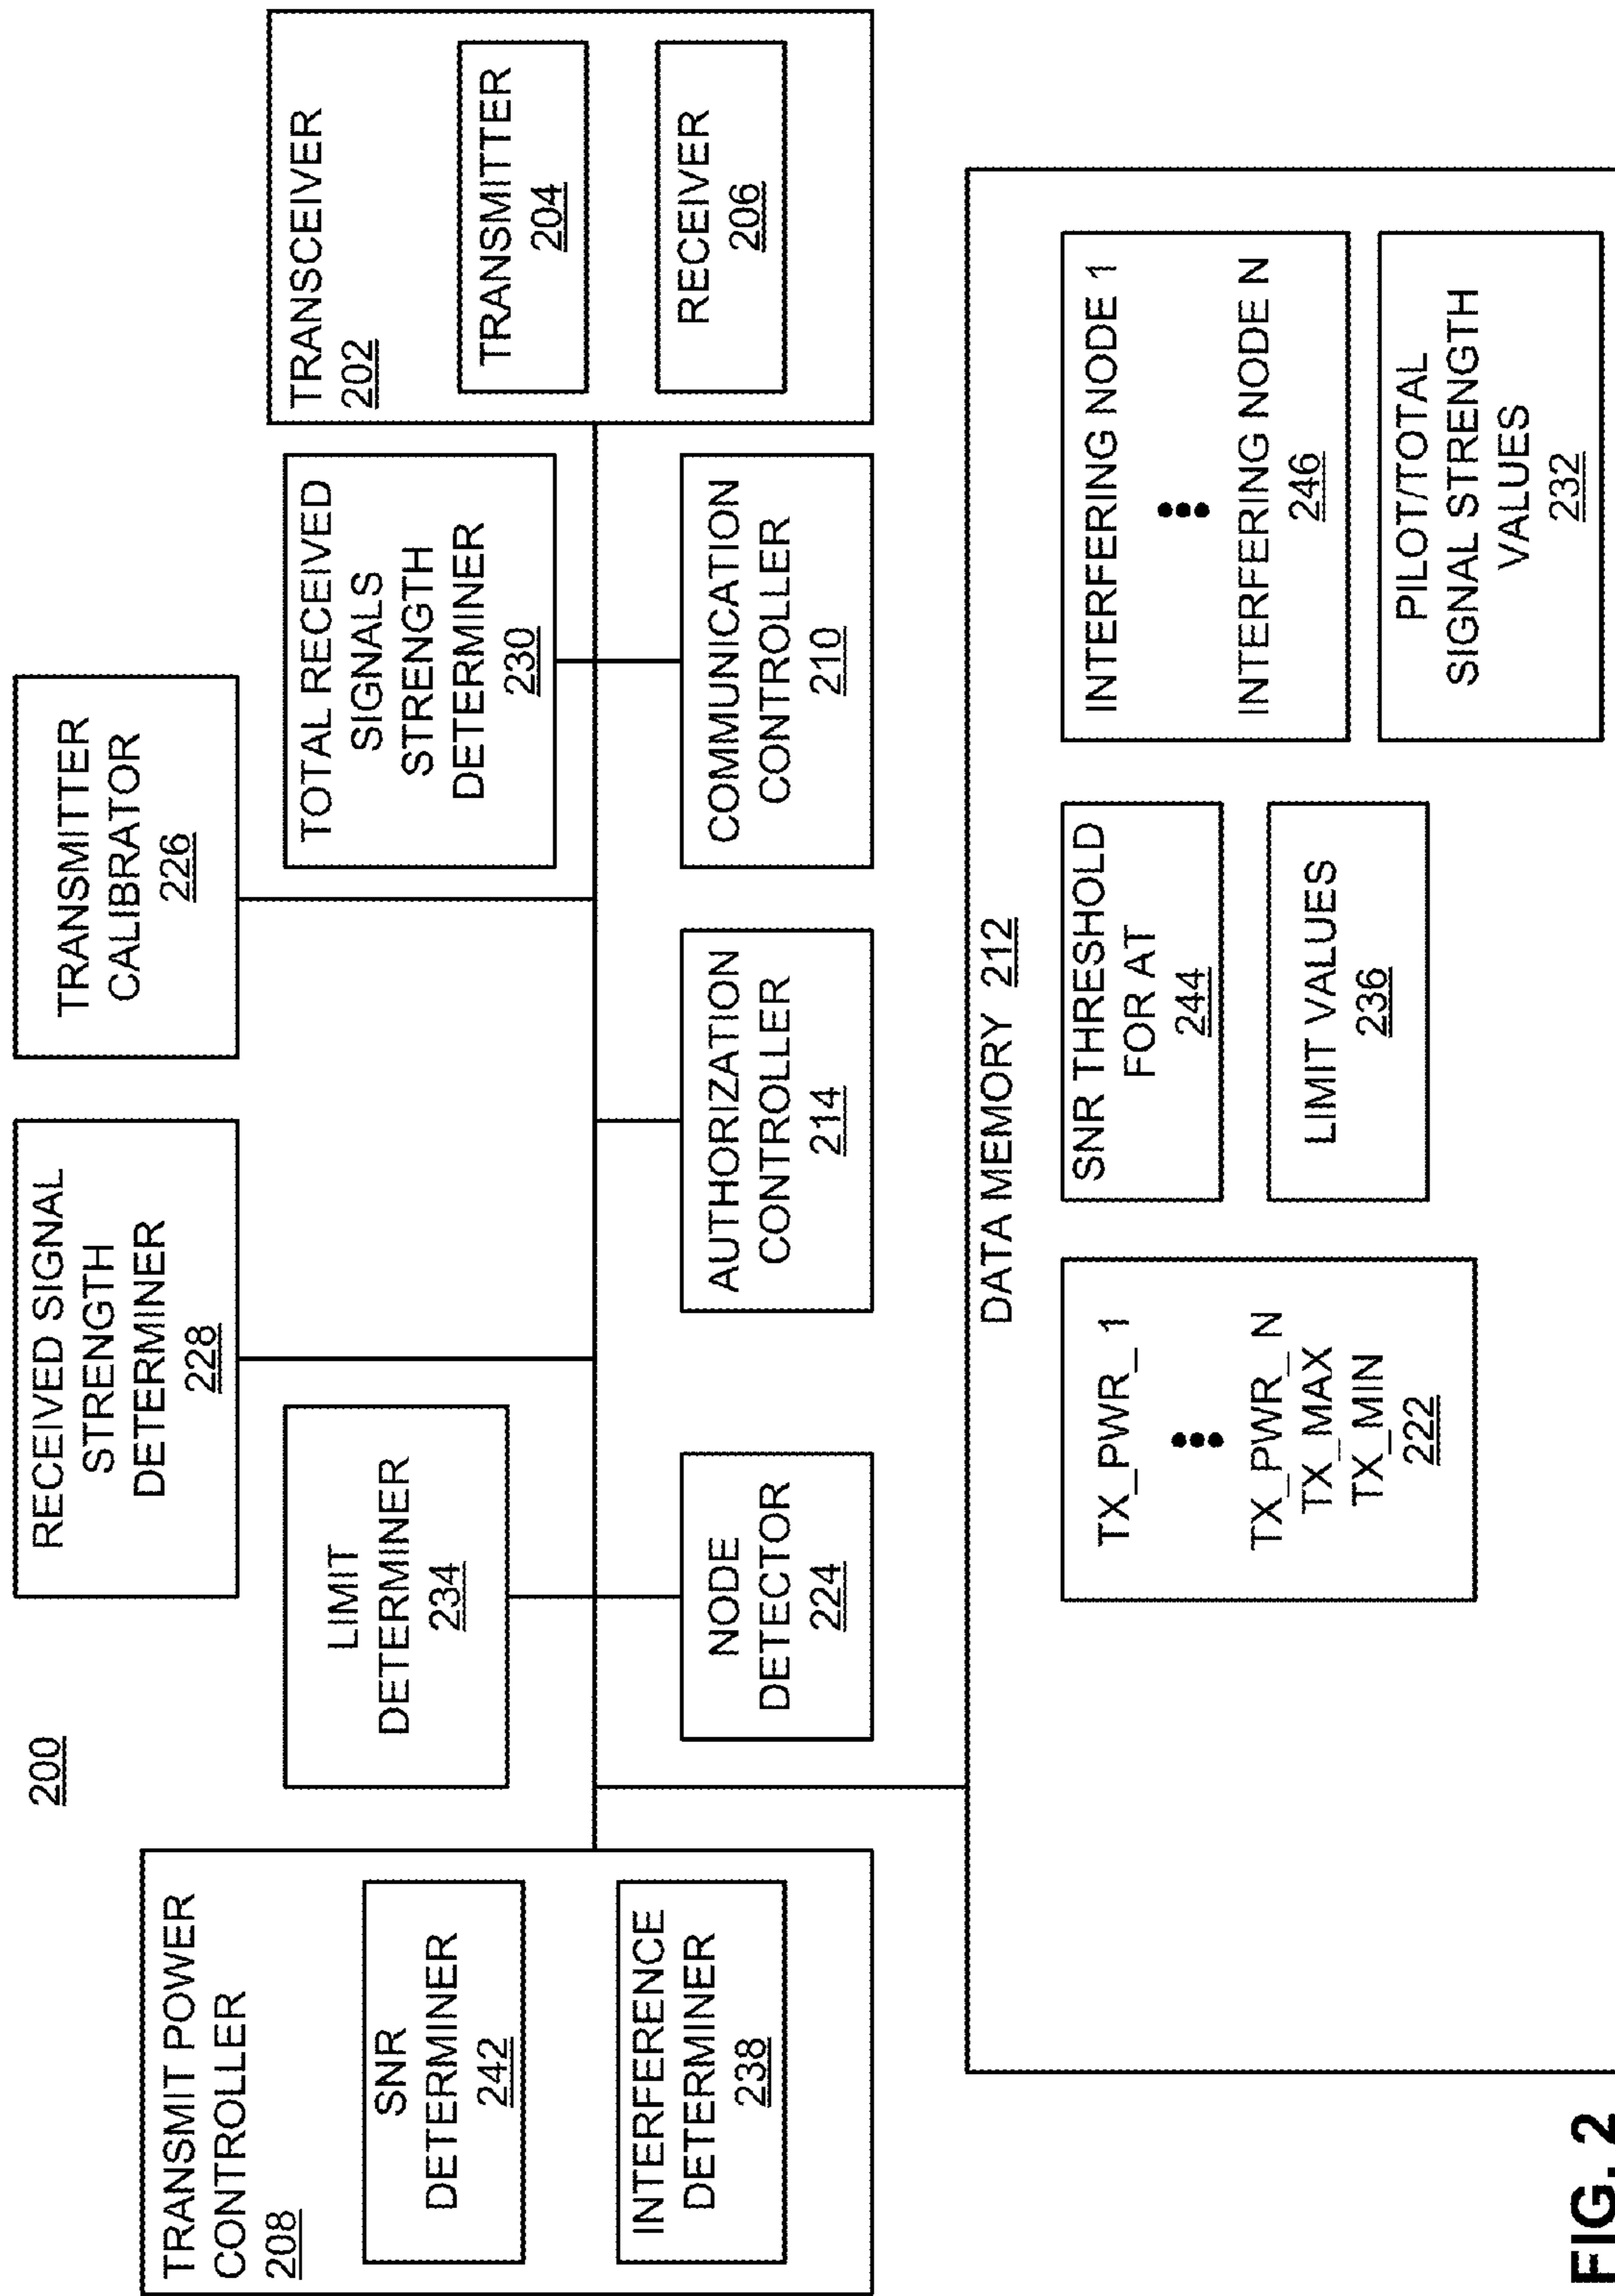 200
TRANSMIT POWER
CONTROLLER
208
SNR
DETERMINER
242
INTERFERENCE
DETERMINER
238
RECEIVED SIGNAL
STRENGTH
DETERMINER
228
TRANSMITTER
CALIBRATOR
226
LIMIT
DETERMINER
234
TOTAL RECEIVED
SIGNALS
STRENGTH
DETERMINER
230
TRANSCEIVER
202
TRANSMITTER
204
RECEIVER
206
NODE
DETECTOR
224
AUTHORIZATION
CONTROLLER
214
COMMUNICATION
CONTROLLER
210
DATA MEMORY 212
TX_PWR_1
TX_PWR_N
TX_MAX
TX_MIN
222
SNR THRESHOLD
FOR AT
244
LIMIT VALUES
236
INTERFERING NODE 1
INTERFERING NODE N
246
PILOT/TOTAL
SIGNAL STRENGTH
VALUES
232
FIG. 2